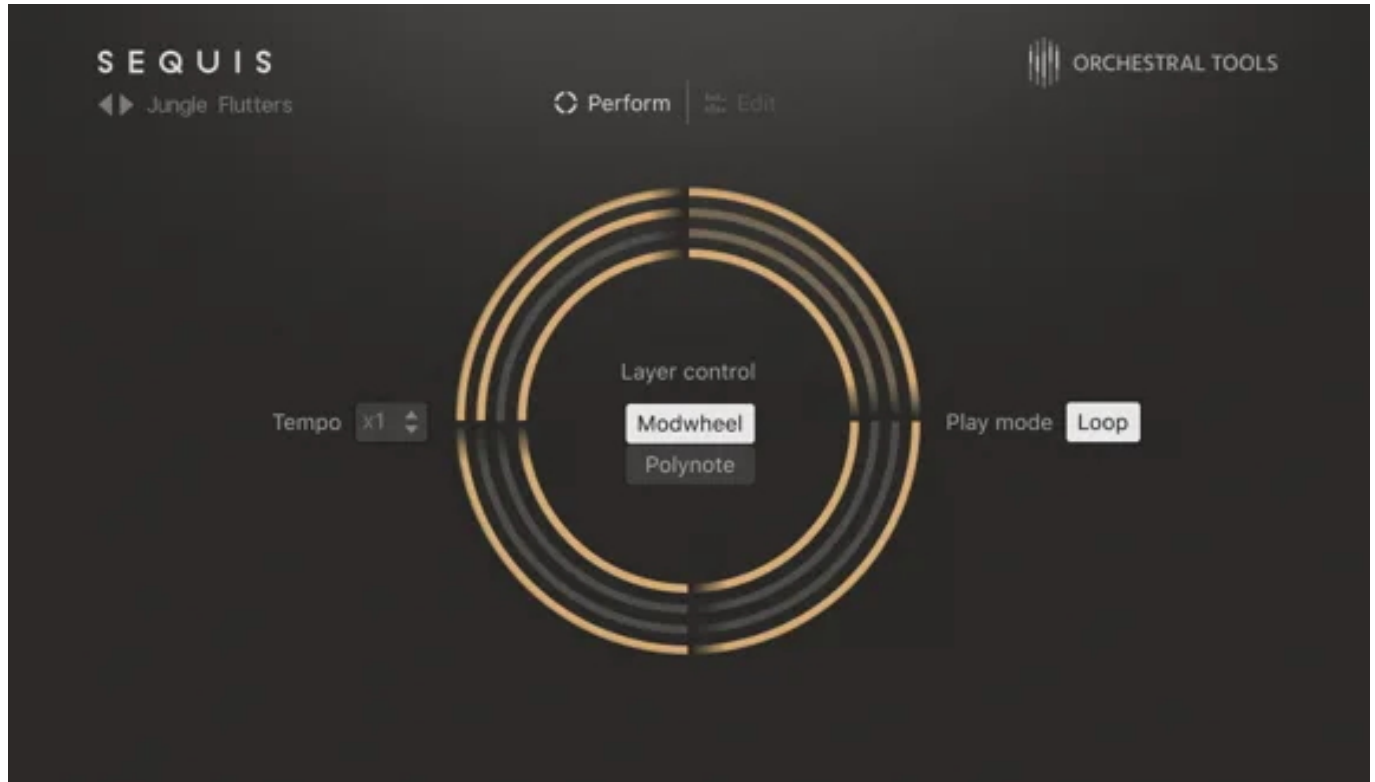 SEQUIS
ORCHESTRAL TOOLS
Jungle Flutters
Perform
Edit
Layer control
Tempo x1
Modwheel
Play mode Loop
Polynote